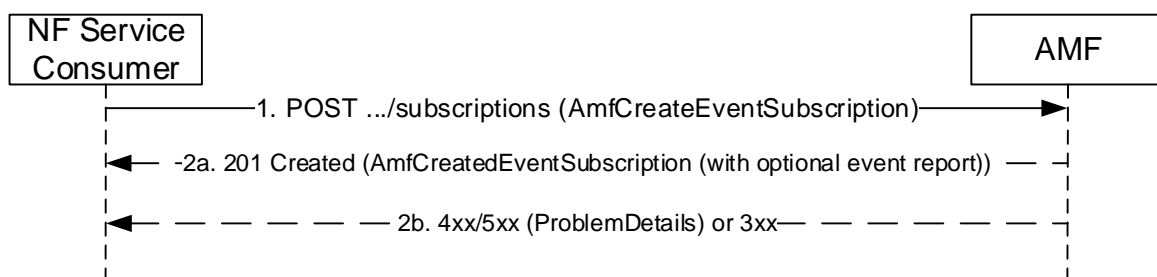 NF Service
Consumer
AMF
1. POST .../subscriptions (AmfCreateEventSubscription)
2a. 201 Created (AmfCreatedEventSubscription (with optional event report))
2b. 4xx/5xx (ProblemDetails) or 3xx